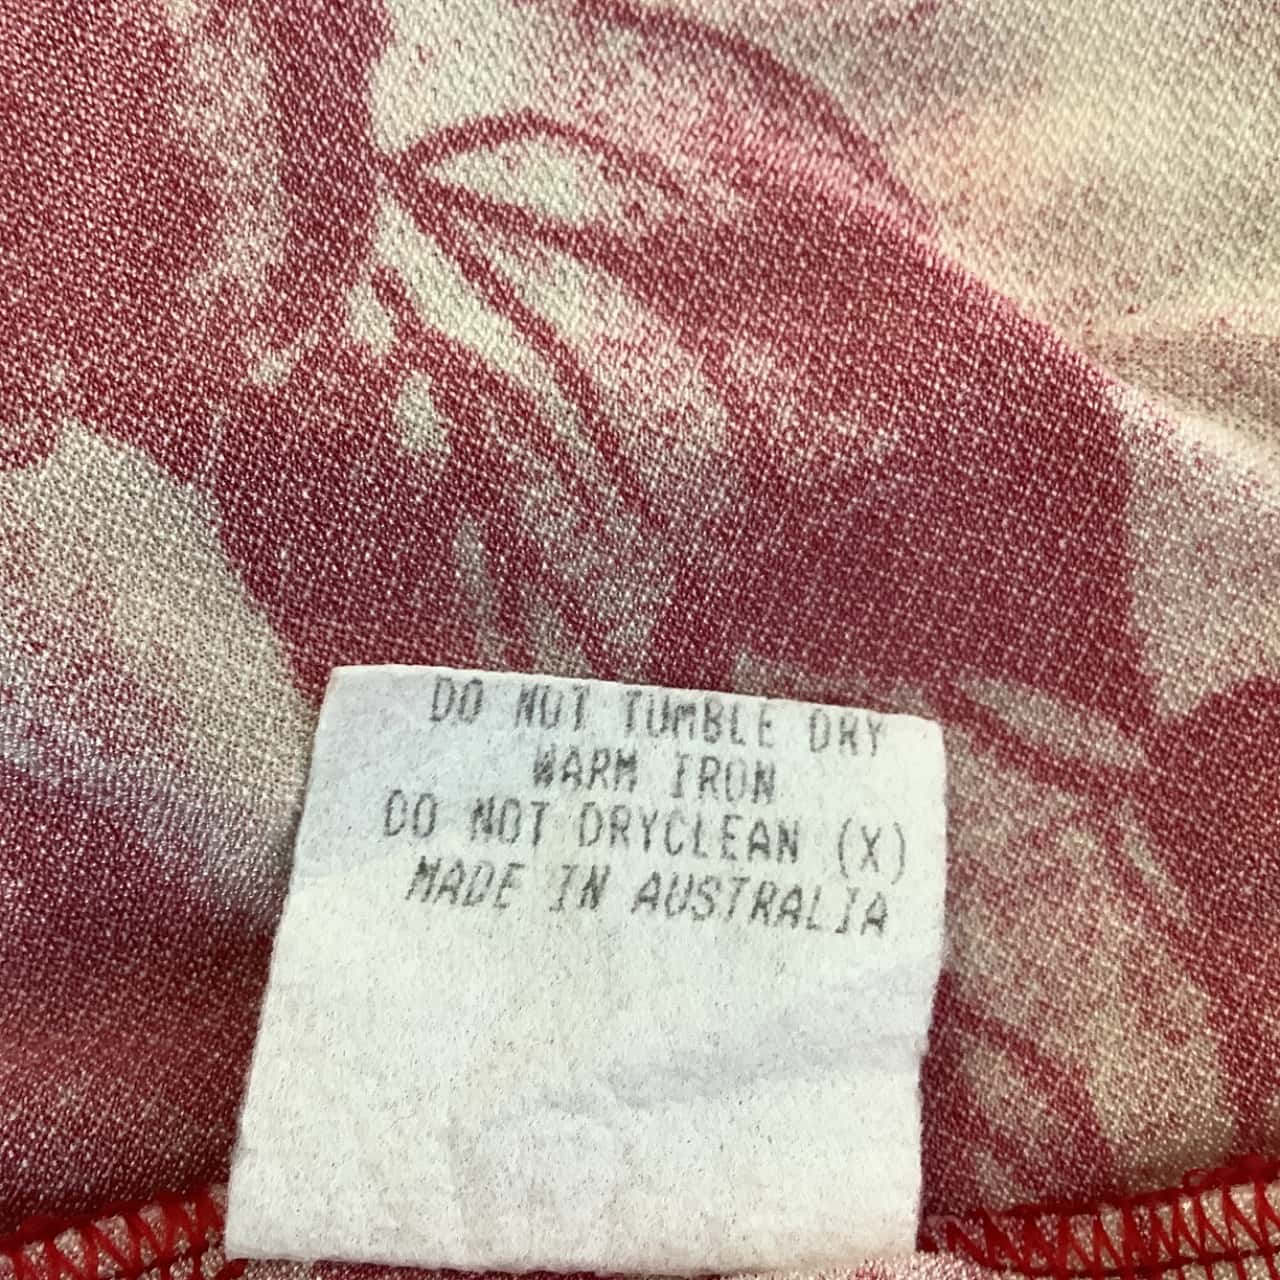 DO NOT TUMBLE DRY
WARM IRON
DO NOT DRYCLEAN (X)
MADE IN AUSTRALIA